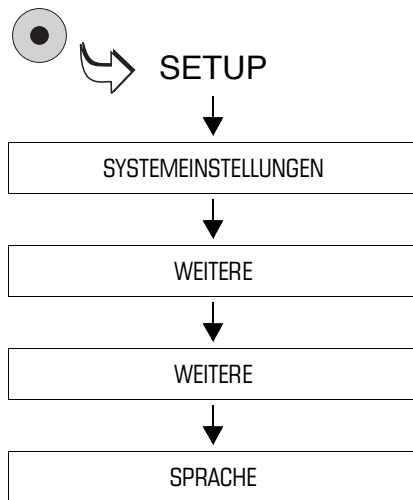 SETUP
SYSTEMEINSTELLUNGEN
WEITERE
WEITERE
SPRACHE